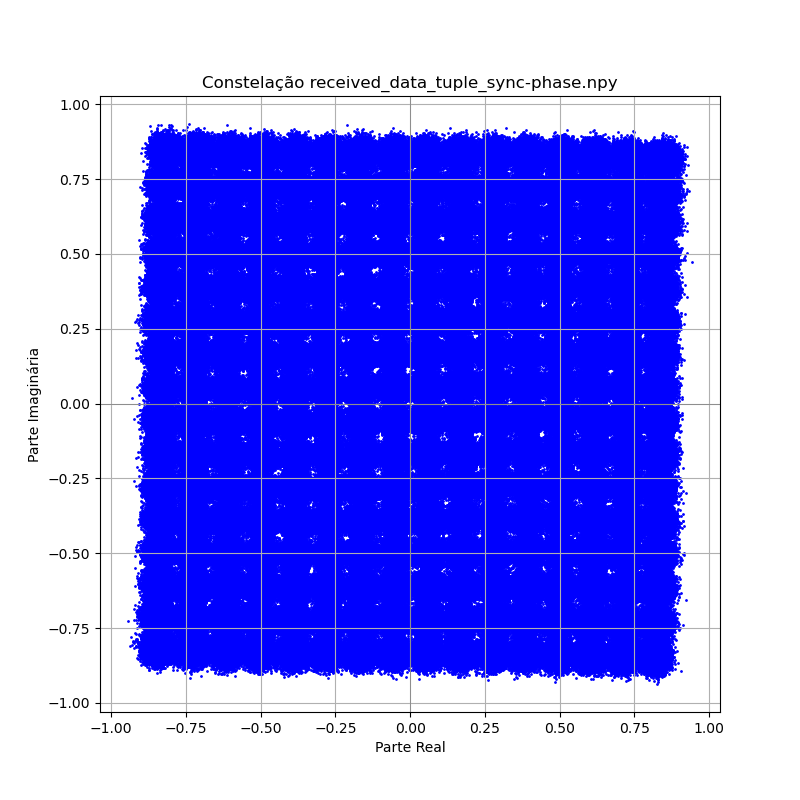 Constelação received_data_tuple_sync-phase.npy
1.00
0.75
0.50
0.25
0.00
−0.25
−0.50
−0.75
−1.00
Parte Imaginária
−1.00 −0.75 −0.50 −0.25 0.00 0.25 0.50 0.75 1.00
Parte Real